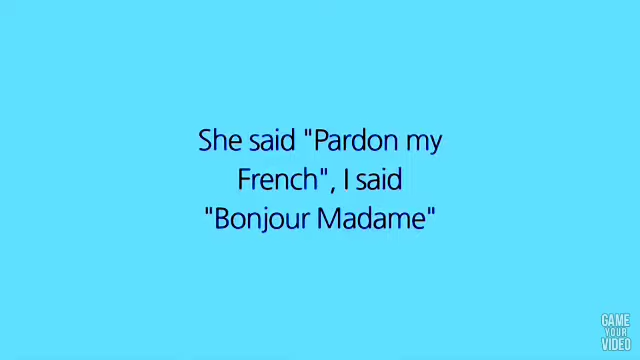 She said "Pardon my
French", I said
"Bonjour Madame"
GAME
YOUR
VIDEO